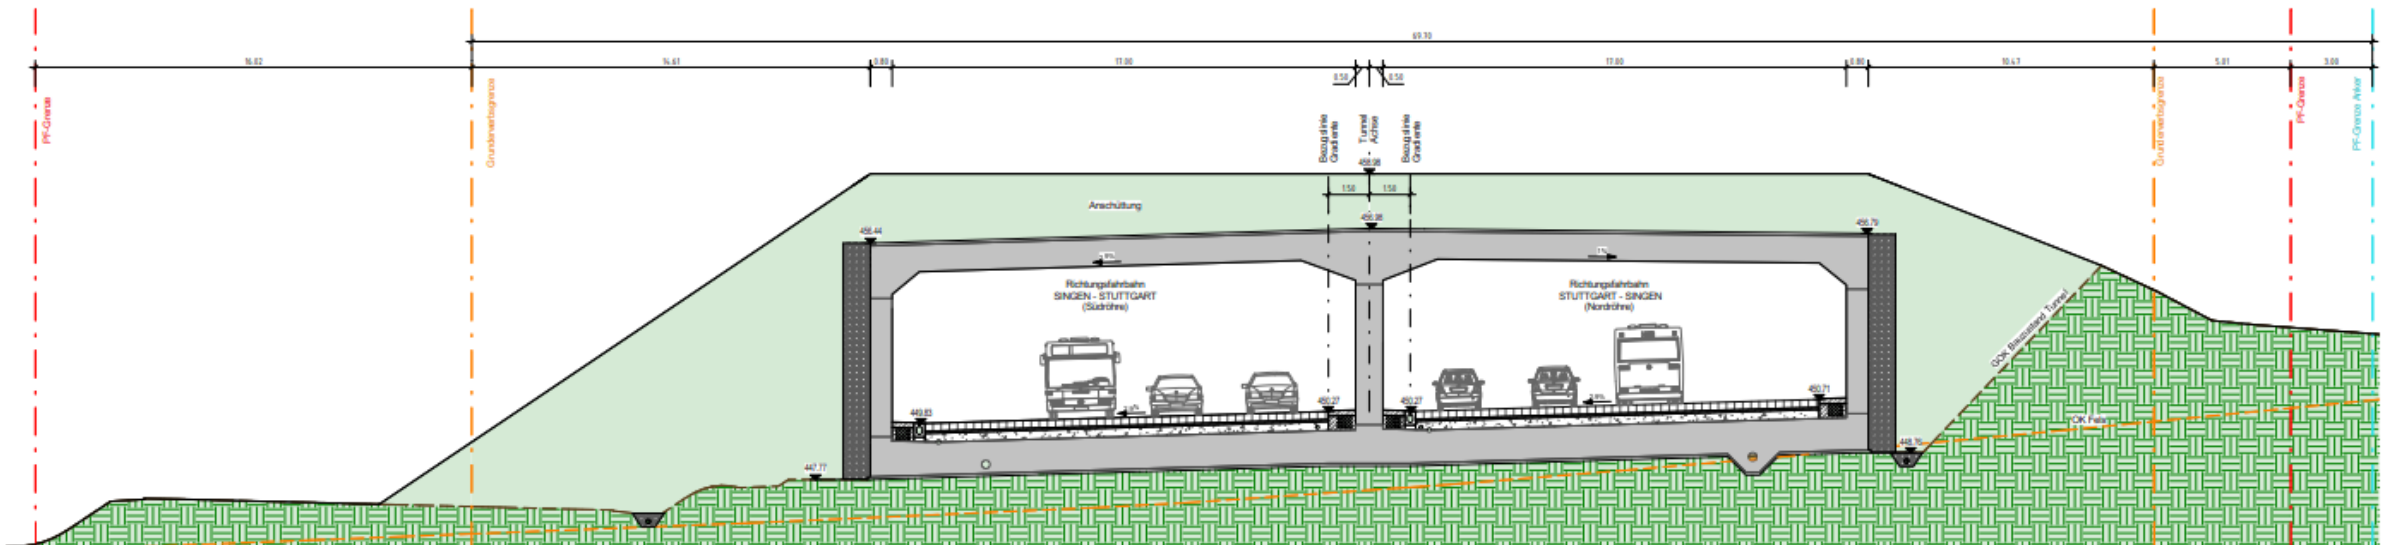 69.70
16.02
14.61
0.80
17.00
0.50
0.50
17.00
0.80
10.47
5.01
3.00
PF-Grenze
Grunderwerbsgrenze
Bezugslinie
Gradiente
Tunnel
Achse
Bezugslinie
Gradiente
Grunderwerbsgrenze
PF-Grenze
PF-Grenze Anker
458.98
1.50
1.50
Anschüttung
456.98
456.44
456.79
1%
Richtungsfahrbahn
SINGEN - STUTTGART
(Südröhre)
Richtungsfahrbahn
STUTTGART - SINGEN
(Nordröhre)
GOK Bauzustand Tunnel
449.83
450.27
450.27
450.71
OK Fels
448.76
447.77